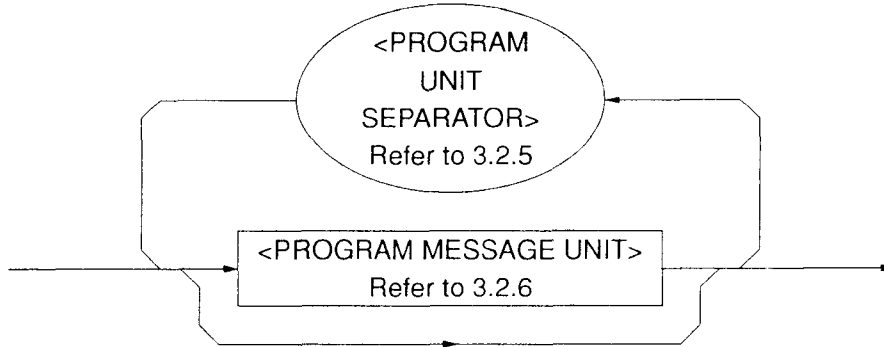 <PROGRAM
UNIT
SEPARATOR>
Refer to 3.2.5
<PROGRAM MESSAGE UNIT>
Refer to 3.2.6